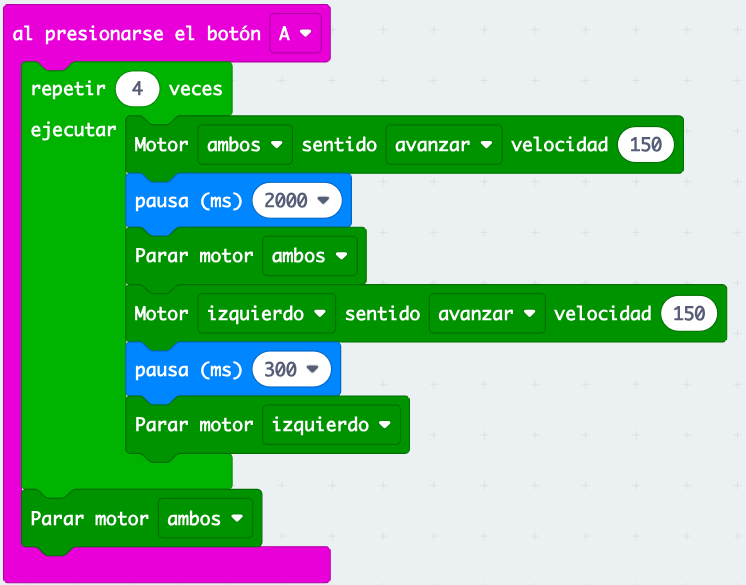 al presionarse el botón A
repetir 4 veces
ejecutar
Motor ambos sentido avanzar velocidad 150
pausa (ms) 2000
Parar motor ambos
Motor izquierdo sentido avanzar velocidad 150
pausa (ms) 300
Parar motor izquierdo
Parar motor ambos